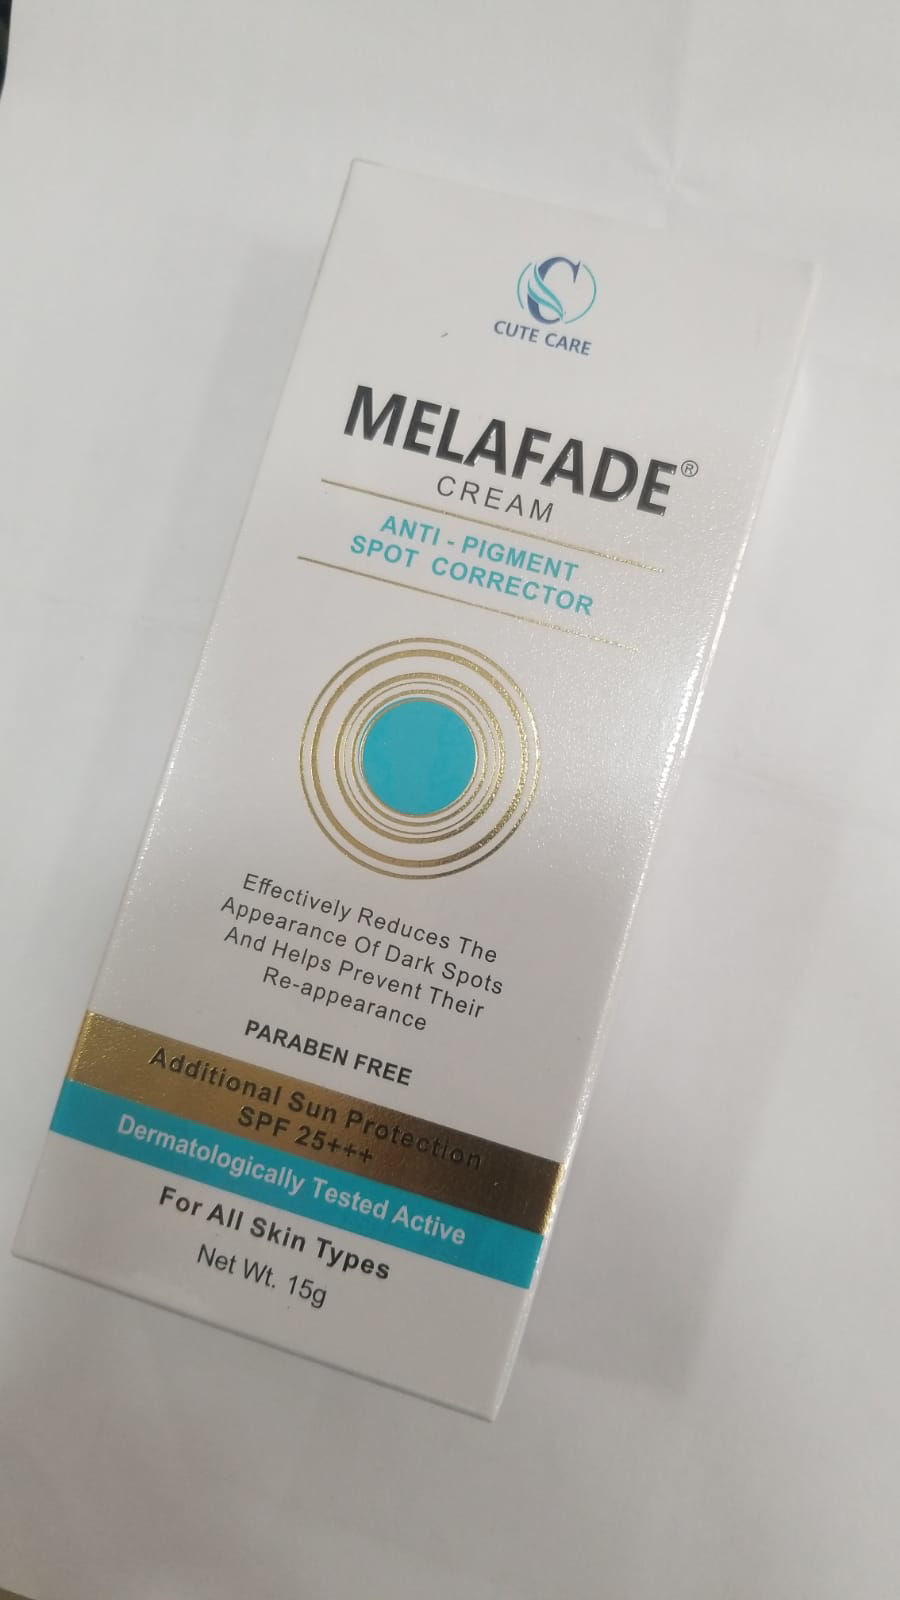 CUTE CARE
MELAFADE®
CREAM
ANTI - PIGMENT
SPOT CORRECTOR
Effectively Reduces The
Appearance Of Dark Spots
And Helps Prevent Their
Re-appearance
PARABEN FREE
Additional Sun Protection
SPF 25+++
Dermatologically Tested Active
For All Skin Types
Net Wt. 15g